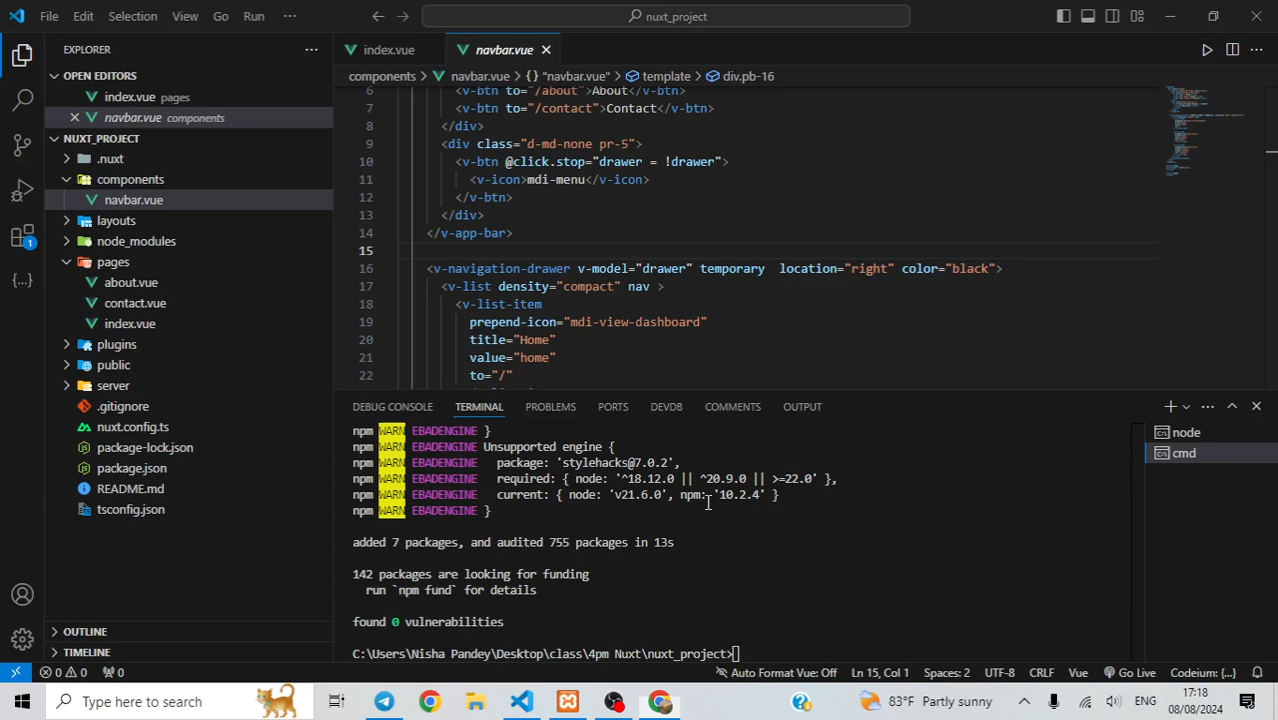 File Edit Selection View Go Run ··· nuxt_project
EXPLORER ···
OPEN EDITORS
index.vue pages
navbar.vue components
NUXT_PROJECT
.nuxt
components
navbar.vue
layouts
node_modules
pages
about.vue
contact.vue
index.vue
plugins
public
server
.gitignore
nuxt.config.ts
package-lock.json
package.json
README.md
tsconfig.json
OUTLINE
TIMELINE
index.vue navbar.vue
components > navbar.vue > {} "navbar.vue" > template > div.pb-16
6 <v-btn to="/about">About</v-btn>
7 <v-btn to="/contact">Contact</v-btn>
8 </div>
9 <div class="d-md-none pr-5">
10 <v-btn @click.stop="drawer = !drawer">
11 <v-icon>mdi-menu</v-icon>
12 </v-btn>
13 </div>
14 </v-app-bar>
15
16 <v-navigation-drawer v-model="drawer" temporary location="right" color="black">
17 <v-list density="compact" nav >
18 <v-list-item
19 prepend-icon="mdi-view-dashboard"
20 title="Home"
21 value="home"
22 to="/"
DEBUG CONSOLE TERMINAL PROBLEMS PORTS DEVDB COMMENTS OUTPUT
npm WARN EBADENGINE }
npm WARN EBADENGINE Unsupported engine {
npm WARN EBADENGINE package: 'stylehacks@7.0.2',
npm WARN EBADENGINE required: { node: '^18.12.0 || ^20.9.0 || >=22.0' },
npm WARN EBADENGINE current: { node: 'v21.6.0', npm: '10.2.4' }
npm WARN EBADENGINE }
added 7 packages, and audited 755 packages in 13s
142 packages are looking for funding
run `npm fund` for details
found 0 vulnerabilities
C:\Users\Nisha Pandey\Desktop\class\4pm Nuxt\nuxt_project>
node
cmd
1
0 0 0 Auto Format Vue: Off Ln 15, Col 1 Spaces: 2 UTF-8 CRLF Vue Go Live Codeium: {...}
Type here to search 83°F Partly sunny ENG 17:18
08/08/2024